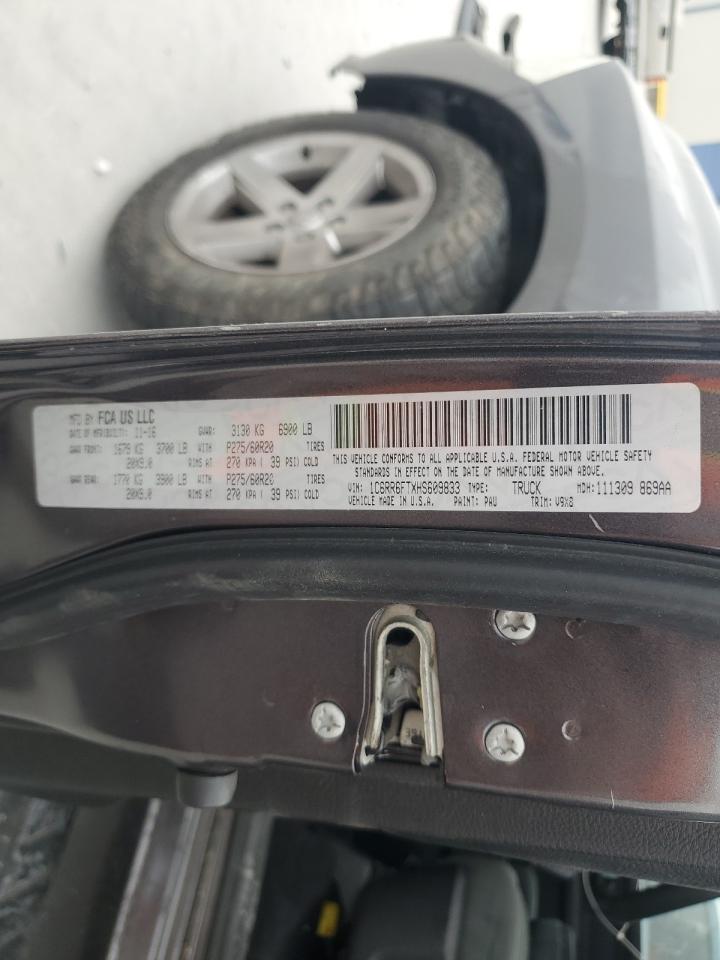 MFD BY FCA US LLC
DATE OF MFR(BILT): 11-16 GVWR: 3130 KG 6900 LB
GAWR FRONT: 1679 KG 3700 LB WITH P275/60R20 TIRES
20X9.0 RIMS AT 270 KPA ( 39 PSI) COLD
GAWR REAR: 1770 KG 3900 LB WITH P275/60R20 TIRES
20X9.0 RIMS AT 270 KPA ( 39 PSI) COLD
THIS VEHICLE CONFORMS TO ALL APPLICABLE U.S.A. FEDERAL MOTOR VEHICLE SAFETY
STANDARDS IN EFFECT ON THE DATE OF MANUFACTURE SHOWN ABOVE.
VIN: 1C6RR6FTXHS609833 TYPE: TRUCK MDH: 111309 869AA
VEHICLE MADE IN U.S.A. PAINT: PAU TRIM: V9X8